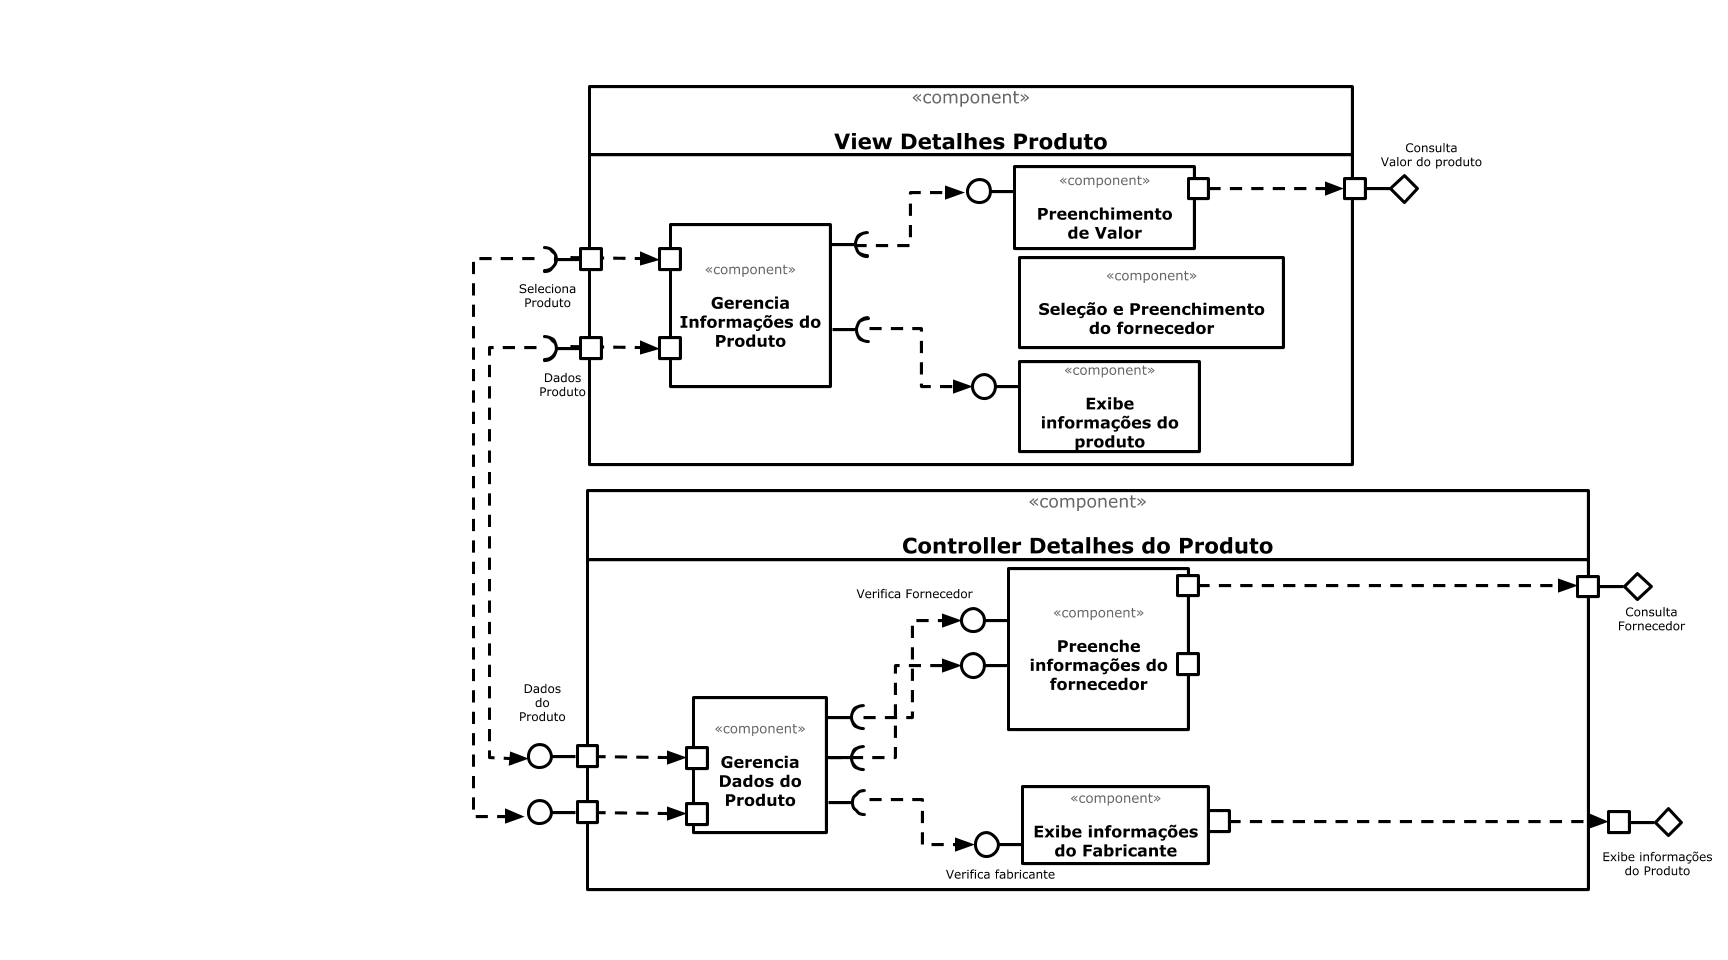 «component»
View Detalhes Produto
Consulta
Valor do produto
«component»
Preenchimento
de Valor
«component»
Gerencia
Informações do
Produto
«component»
Seleção e Preenchimento
do fornecedor
Seleciona
Produto
Dados
Produto
«component»
Exibe
informações do
produto
«component»
Controller Detalhes do Produto
Verifica Fornecedor
«component»
Preenche
informações do
fornecedor
Consulta
Fornecedor
Dados
do
Produto
«component»
Gerencia
Dados do
Produto
«component»
Exibe informações
do Fabricante
Verifica fabricante
Exibe informações
do Produto